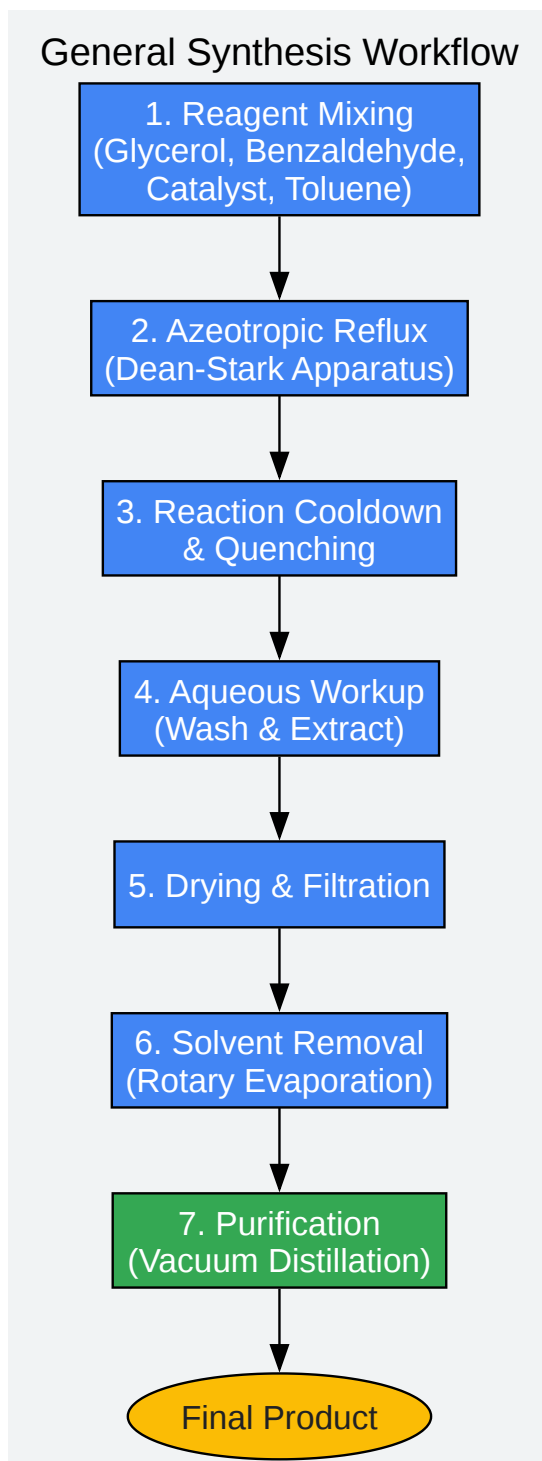 General Synthesis Workflow
1. Reagent Mixing
(Glycerol, Benzaldehyde,
Catalyst, Toluene)
2. Azeotropic Reflux
(Dean-Stark Apparatus)
3. Reaction Cooldown
& Quenching
4. Aqueous Workup
(Wash & Extract)
5. Drying & Filtration
6. Solvent Removal
(Rotary Evaporation)
7. Purification
(Vacuum Distillation)
Final Product